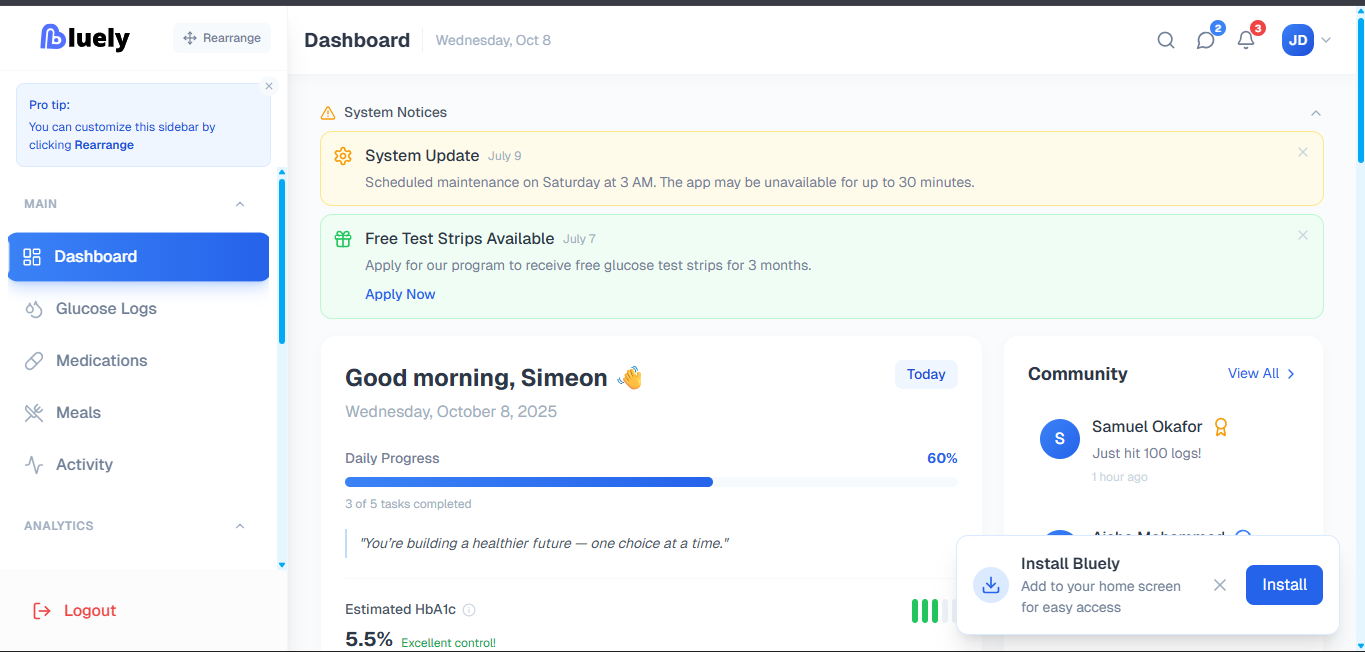 Bluely
Rearrange
Pro tip:
You can customize this sidebar by
clicking Rearrange
MAIN
Dashboard
Glucose Logs
Medications
Meals
Activity
ANALYTICS
Logout
Dashboard
Wednesday, Oct 8
2
3
JD
System Notices
System Update July 9
Scheduled maintenance on Saturday at 3 AM. The app may be unavailable for up to 30 minutes.
Free Test Strips Available July 7
Apply for our program to receive free glucose test strips for 3 months.
Apply Now
Good morning, Simeon 👋
Today
Wednesday, October 8, 2025
Daily Progress
60%
3 of 5 tasks completed
"You're building a healthier future — one choice at a time."
Estimated HbA1c
5.5% Excellent control!
Community
View All
S
Samuel Okafor
Just hit 100 logs!
1 hour ago
Install Bluely
Add to your home screen
for easy access
Install